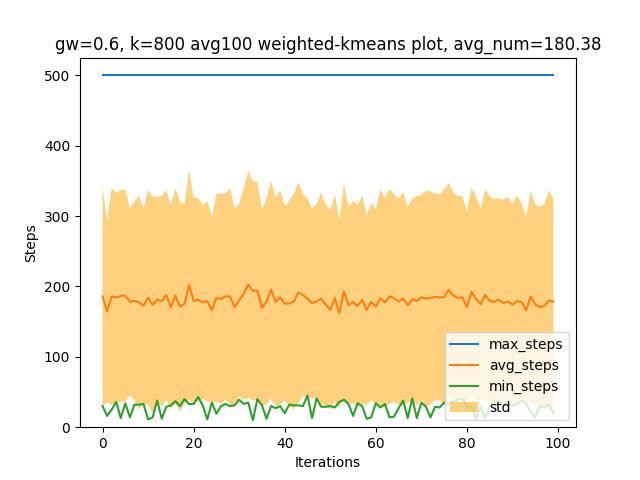 gw=0.6, k=800 avg100 weighted-kmeans plot, avg_num=180.38
500
400
300
200
100
0
Steps
max_steps
avg_steps
min_steps
std
0
20
40
60
80
100
Iterations